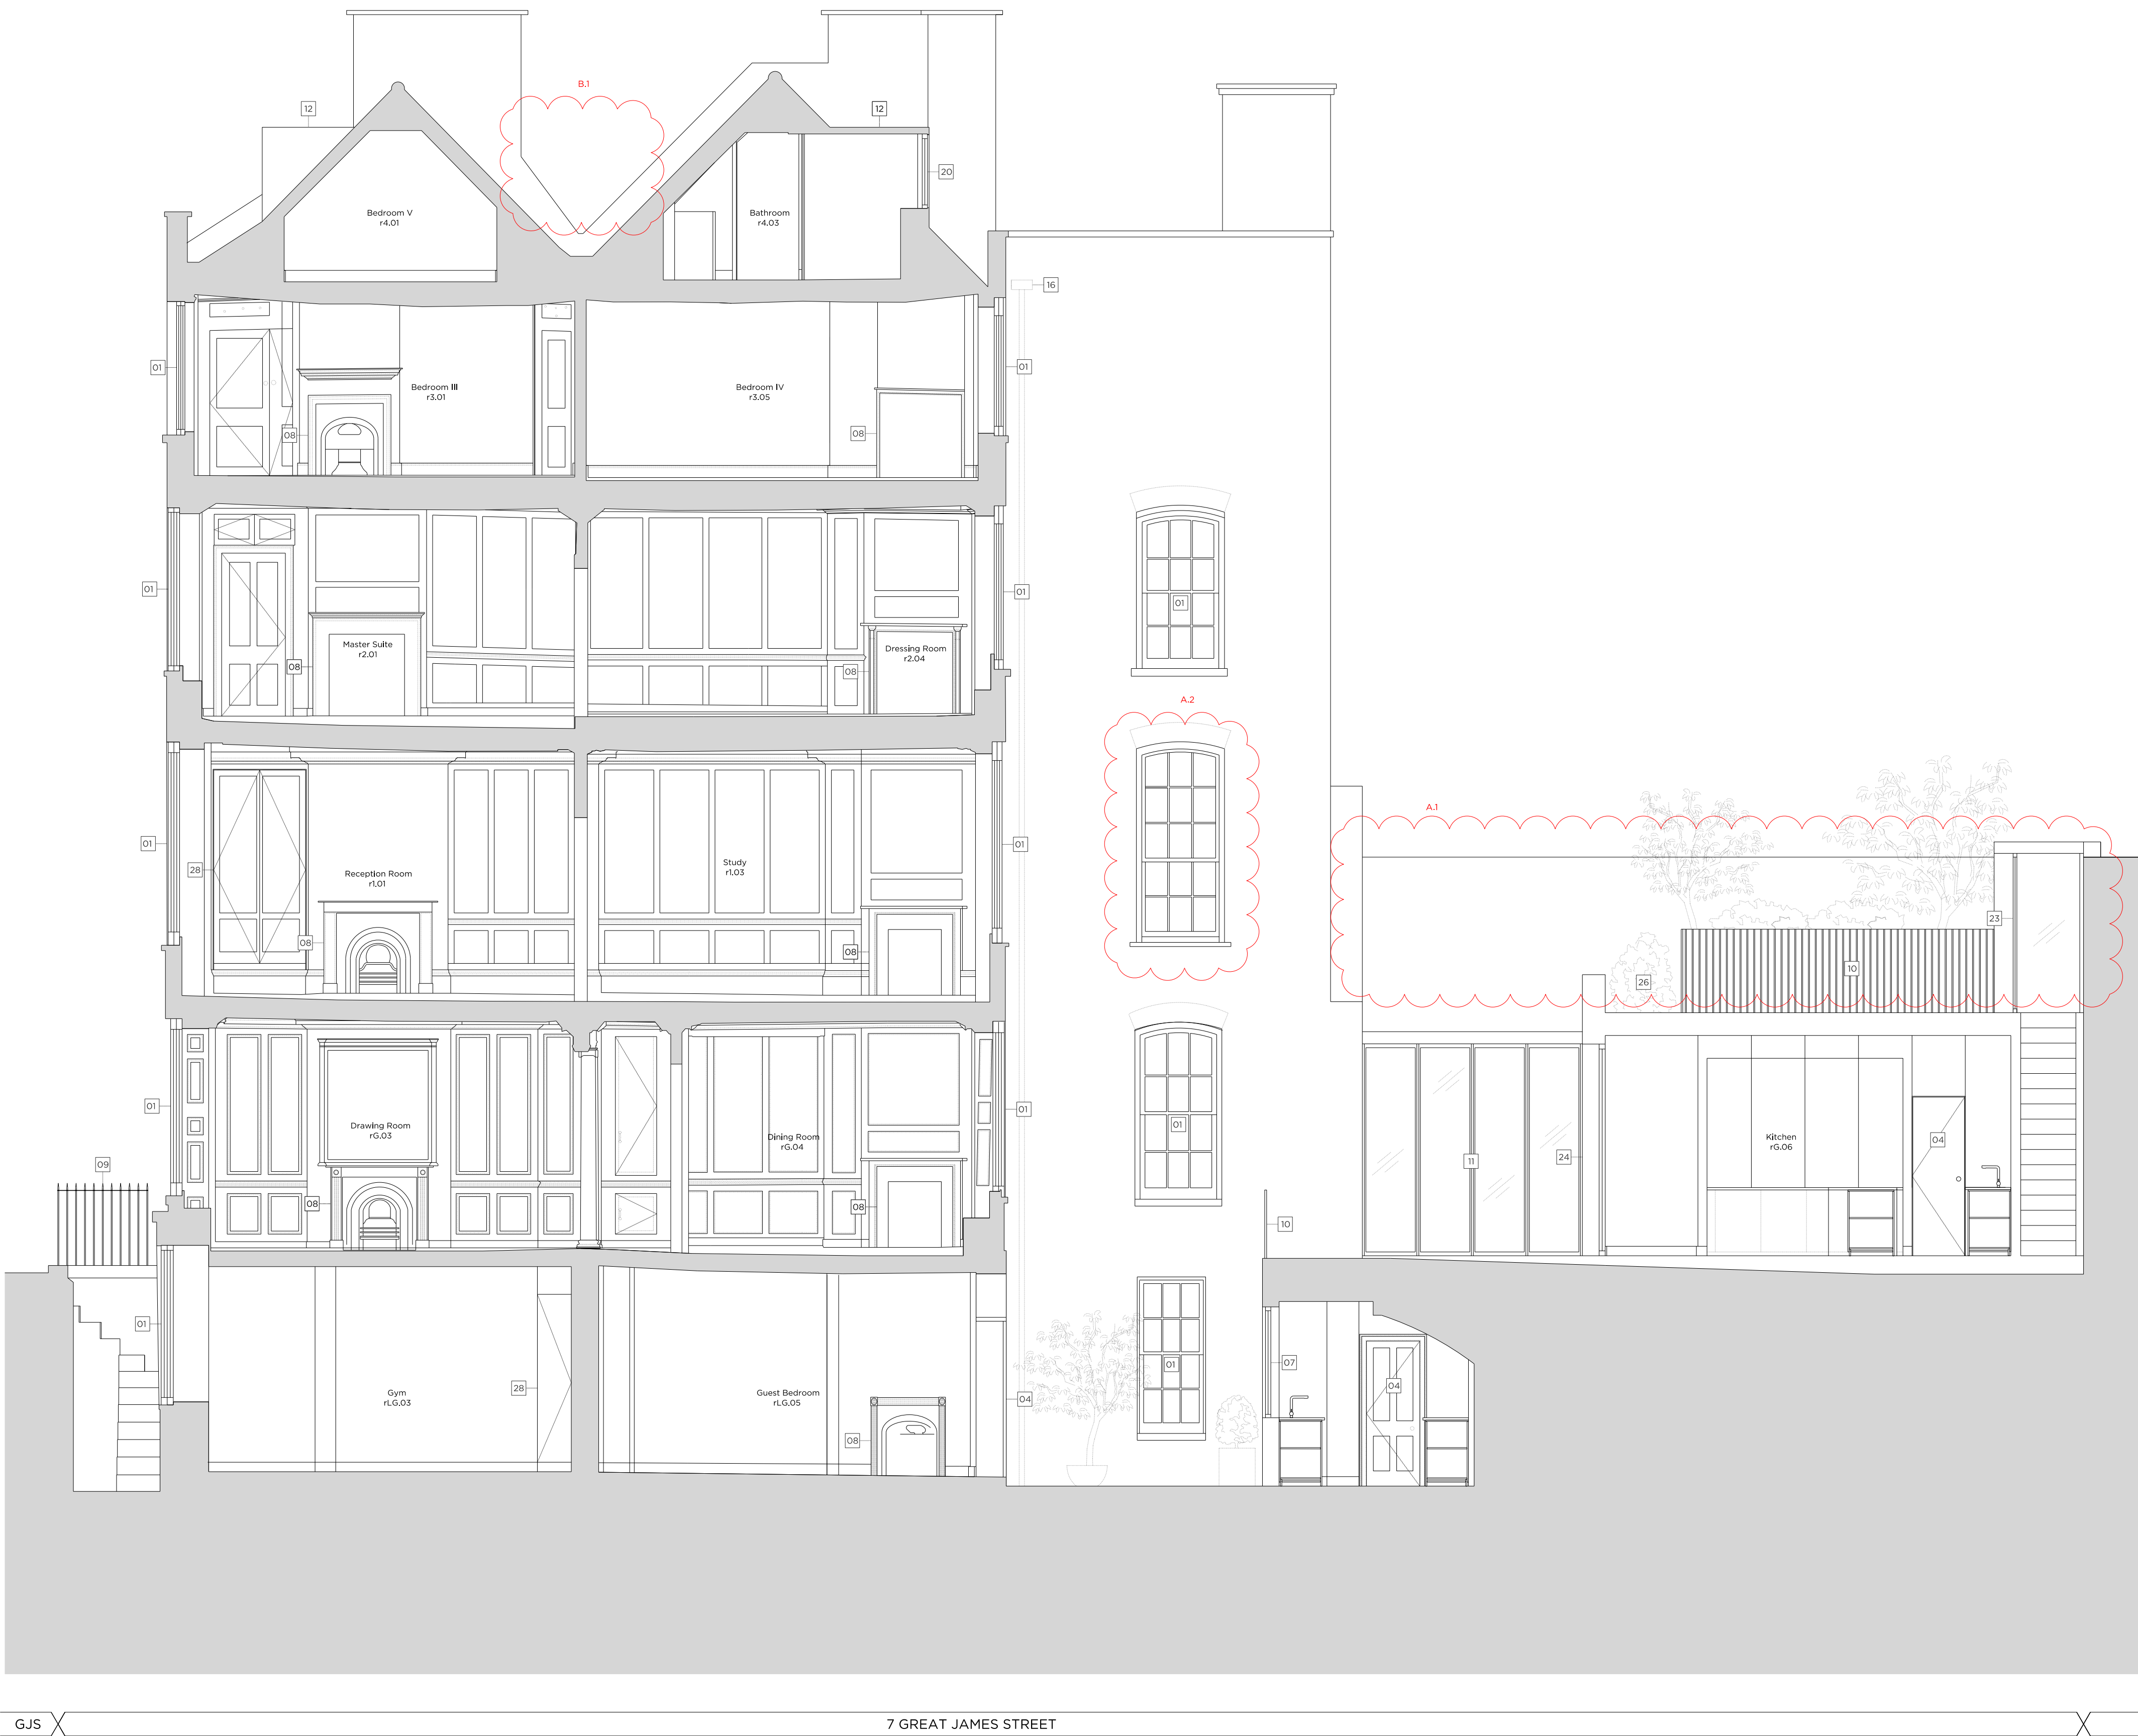 B.1
12
12
20
Bedroom V
r4.01
Bathroom
r4.03
16
01
Bedroom III
r3.01
Bedroom IV
r3.05
01
08
08
01
Master Suite
r2.01
08
Dressing Room
r2.04
08
01
01
A.2
A.1
01
28
Reception Room
r1.01
Study
r1.03
01
08
08
23
10
26
01
Drawing Room
rG.03
Dining Room
rG.04
01
01
Kitchen
rG.06
04
11
24
09
08
08
10
01
Gym
rLG.03
28
Guest Bedroom
rLG.05
08
04
01
07
04
GJS
7 GREAT JAMES STREET